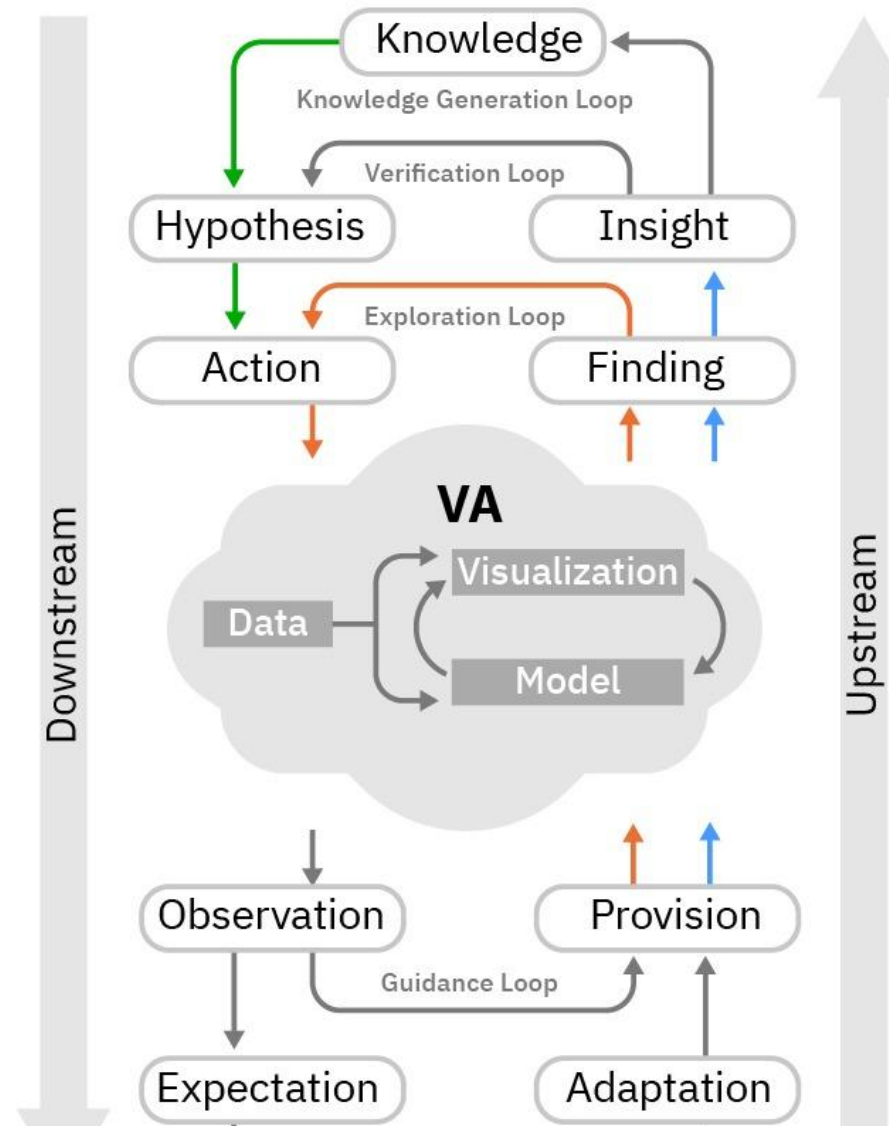 Knowledge
Knowledge Generation Loop
Verification Loop
Hypothesis
Insight
Exploration Loop
Action
Finding
VA
Visualization
Data
Model
Downstream
Upstream
Observation
Provision
Guidance Loop
Expectation
Adaptation